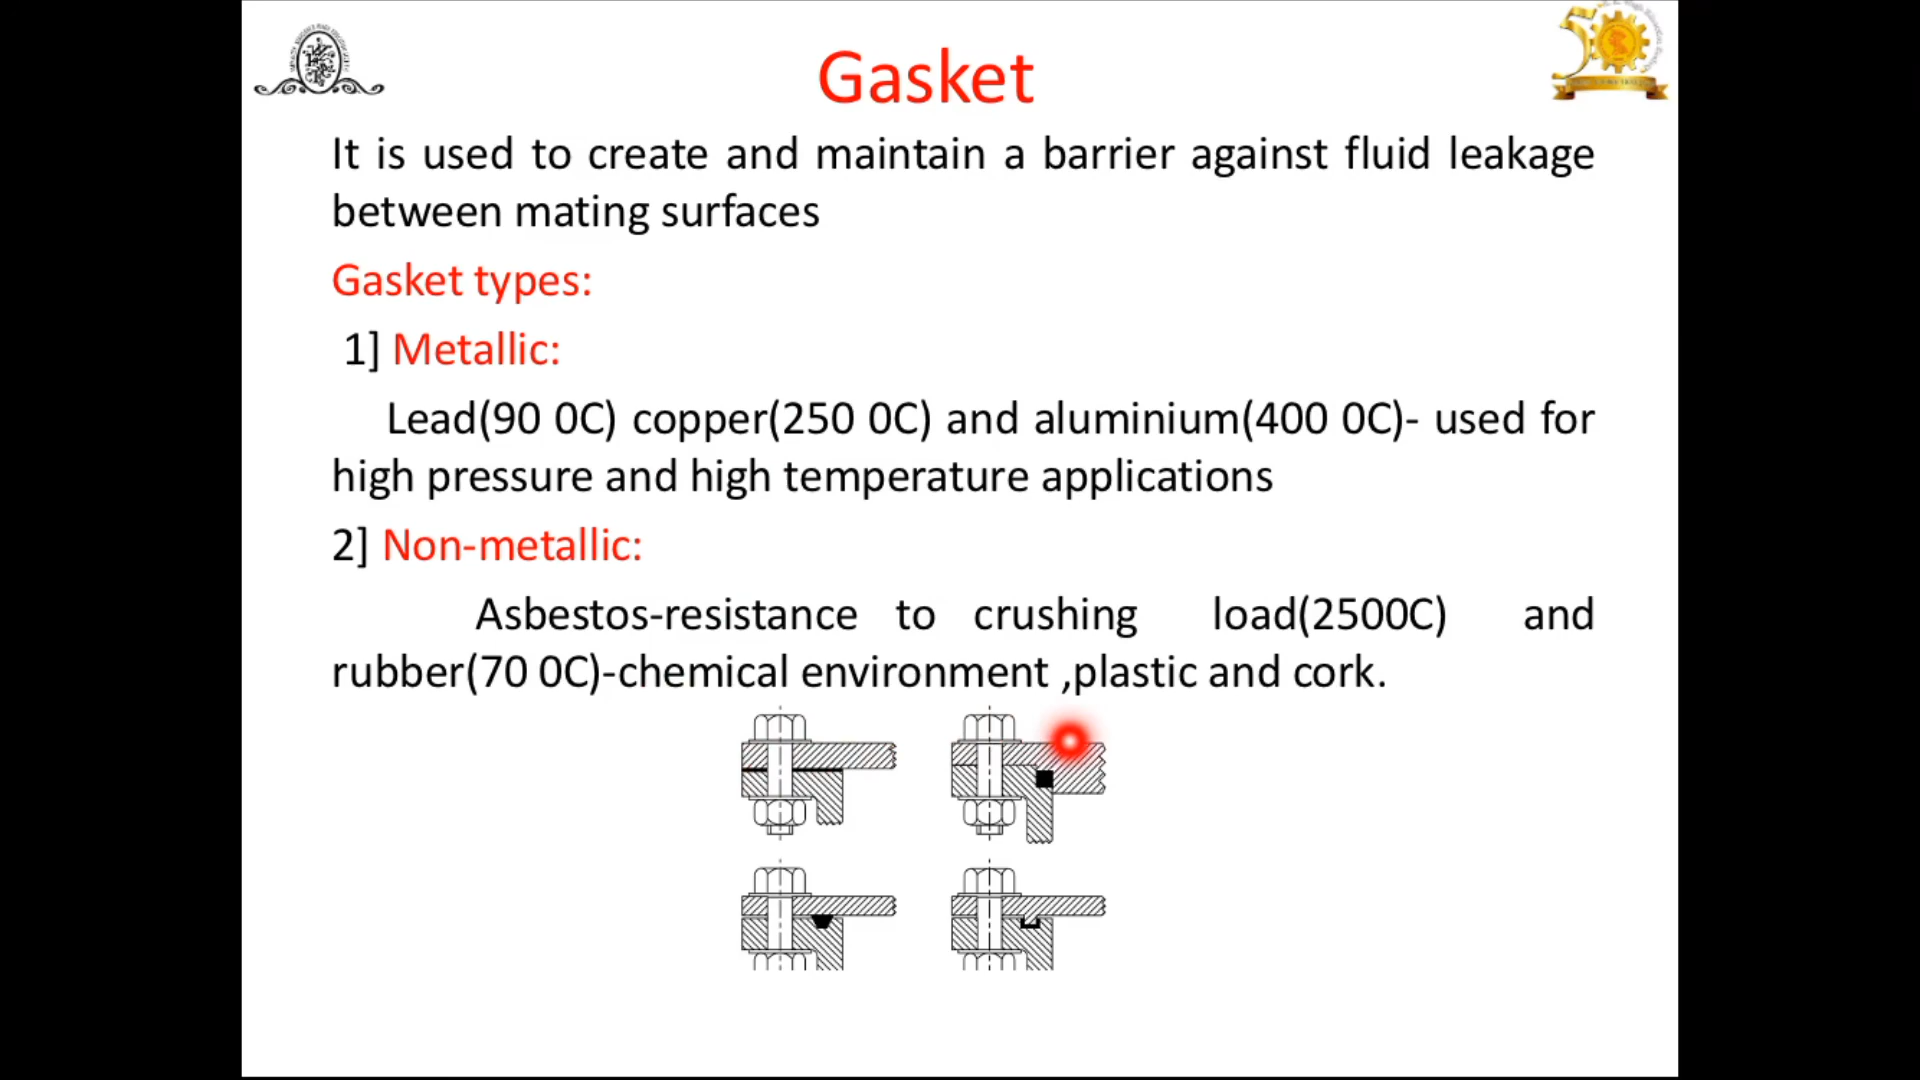 Gasket
It is used to create and maintain a barrier against fluid leakage
between mating surfaces
Gasket types:
1] Metallic:
Lead(90 0C) copper(250 0C) and aluminium(400 0C)- used for
high pressure and high temperature applications
2] Non-metallic:
Asbestos-resistance to crushing load(2500C) and
rubber(70 0C)-chemical environment ,plastic and cork.